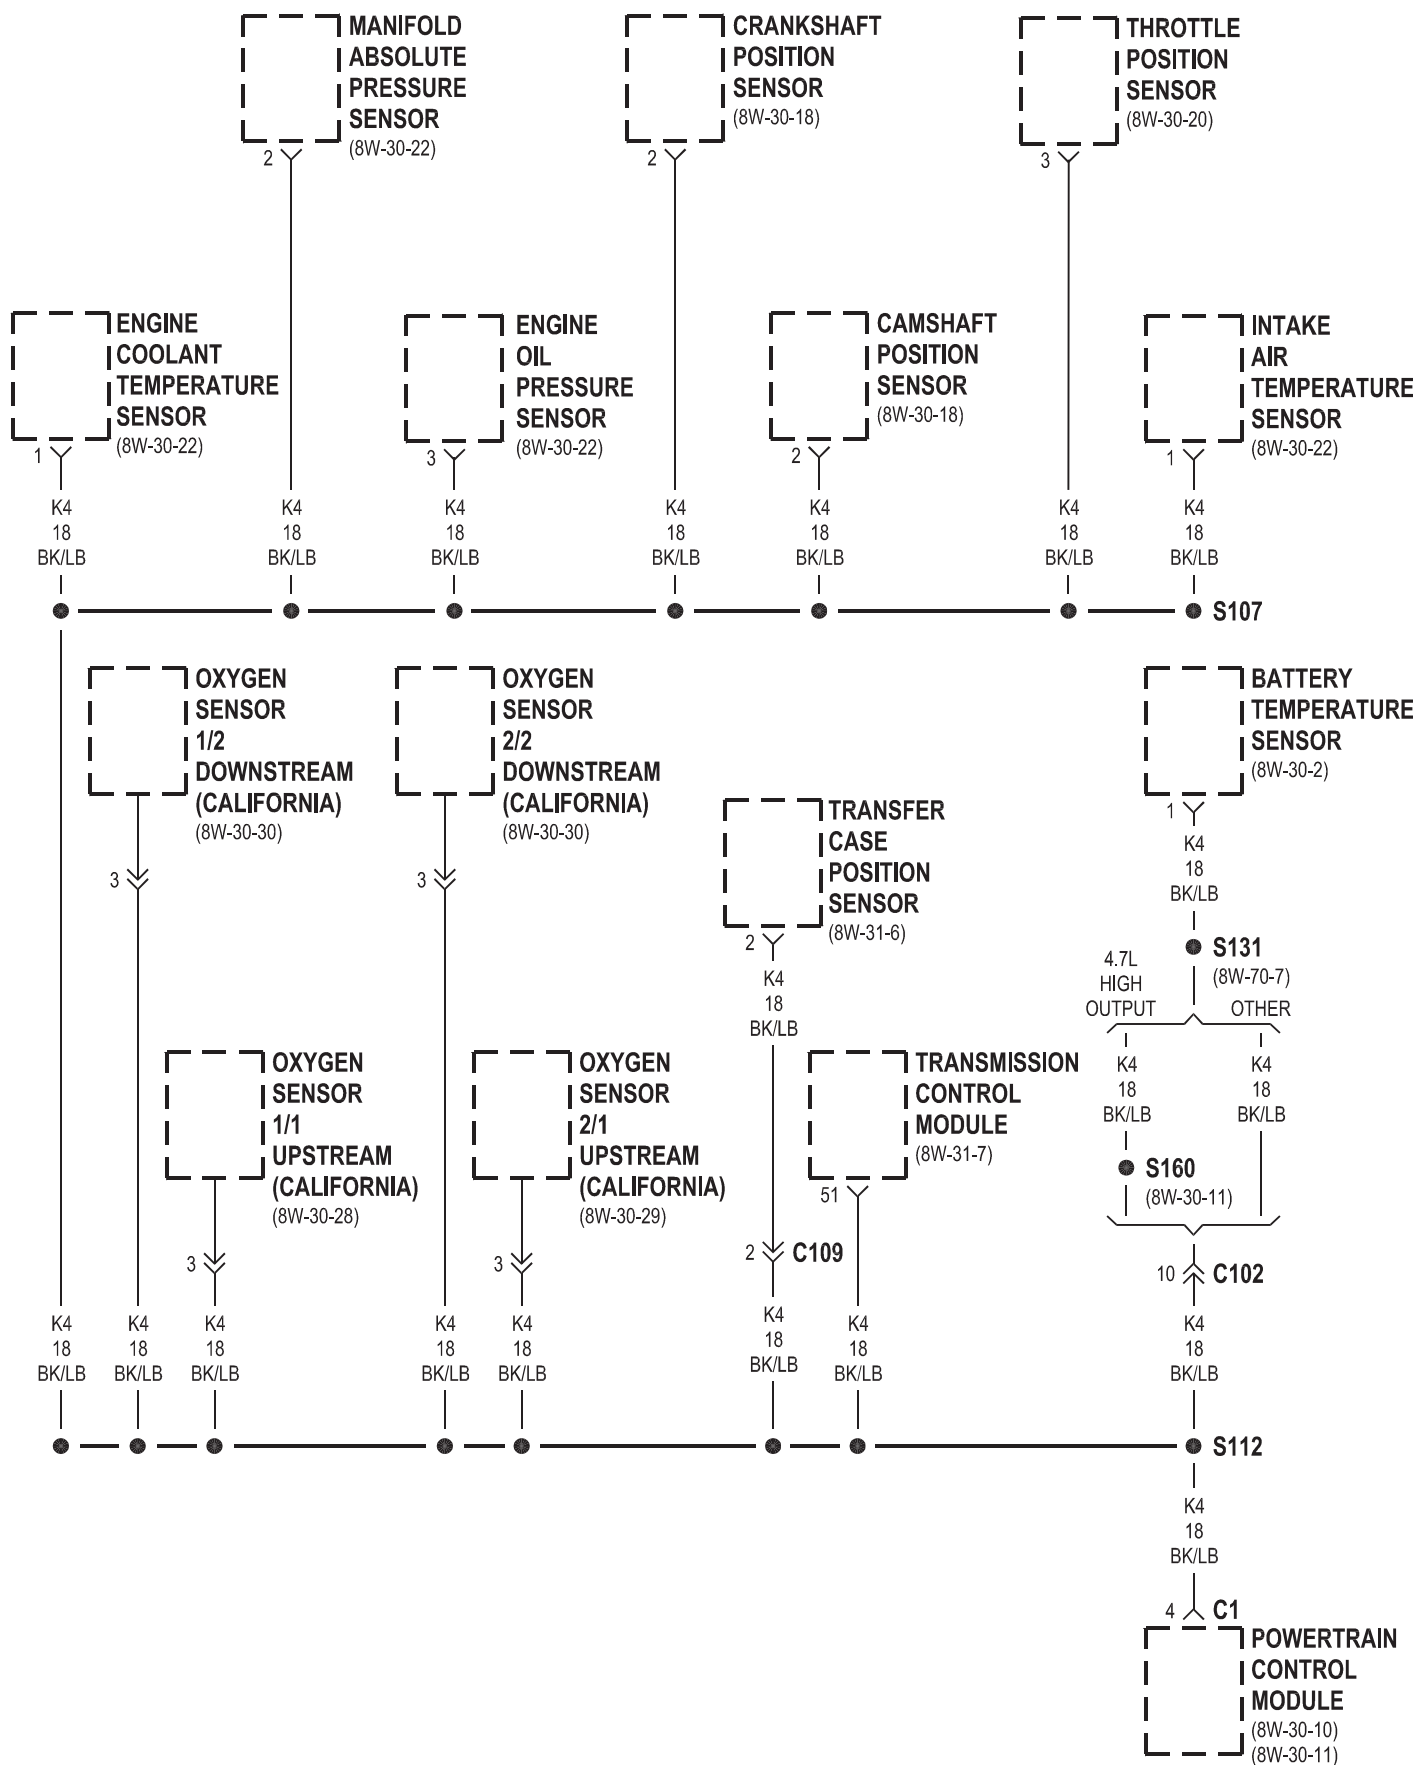 MANIFOLD
ABSOLUTE
PRESSURE
SENSOR
(8W-30-22)
2
CRANKSHAFT
POSITION
SENSOR
(8W-30-18)
2
THROTTLE
POSITION
SENSOR
(8W-30-20)
3
ENGINE
COOLANT
TEMPERATURE
SENSOR
(8W-30-22)
1
ENGINE
OIL
PRESSURE
SENSOR
(8W-30-22)
3
CAMSHAFT
POSITION
SENSOR
(8W-30-18)
2
INTAKE
AIR
TEMPERATURE
SENSOR
(8W-30-22)
1
K4 K4 K4 K4 K4 K4 K4
18 18 18 18 18 18 18
BK/LB BK/LB BK/LB BK/LB BK/LB BK/LB BK/LB
S107
OXYGEN
SENSOR
1/2
DOWNSTREAM
(CALIFORNIA)
(8W-30-30)
3
OXYGEN
SENSOR
2/2
DOWNSTREAM
(CALIFORNIA)
(8W-30-30)
3
BATTERY
TEMPERATURE
SENSOR
(8W-30-2)
1
K4
18
BK/LB
S131
(8W-70-7)
TRANSFER
CASE
POSITION
SENSOR
(8W-31-6)
2
K4
18
BK/LB
4.7L
HIGH
OUTPUT
OTHER
K4 K4
18 18
BK/LB BK/LB
S160
(8W-30-11)
OXYGEN
SENSOR
1/1
UPSTREAM
(CALIFORNIA)
(8W-30-28)
3
OXYGEN
SENSOR
2/1
UPSTREAM
(CALIFORNIA)
(8W-30-29)
3
TRANSMISSION
CONTROL
MODULE
(8W-31-7)
51
2 C109
10 C102
K4 K4 K4 K4 K4 K4 K4 K4
18 18 18 18 18 18 18 18
BK/LB BK/LB BK/LB BK/LB BK/LB BK/LB BK/LB BK/LB
S112
K4
18
BK/LB
4 C1
POWERTRAIN
CONTROL
MODULE
(8W-30-10)
(8W-30-11)